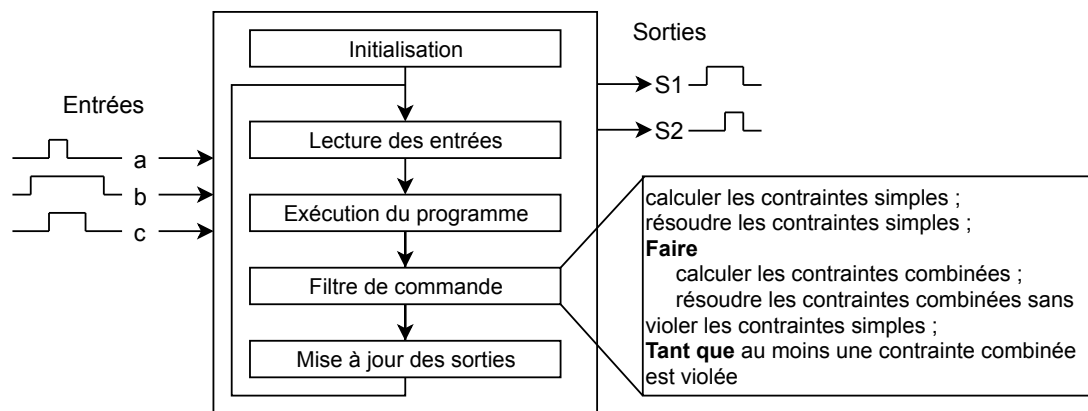 Entrées
a
b
c
Initialisation
Lecture des entrées
Exécution du programme
Filtre de commande
Mise à jour des sorties
Sorties
S1
S2
calculer les contraintes simples ;
résoudre les contraintes simples ;
Faire
calculer les contraintes combinées ;
résoudre les contraintes combinées sans
violer les contraintes simples ;
Tant que au moins une contrainte combinée
est violée